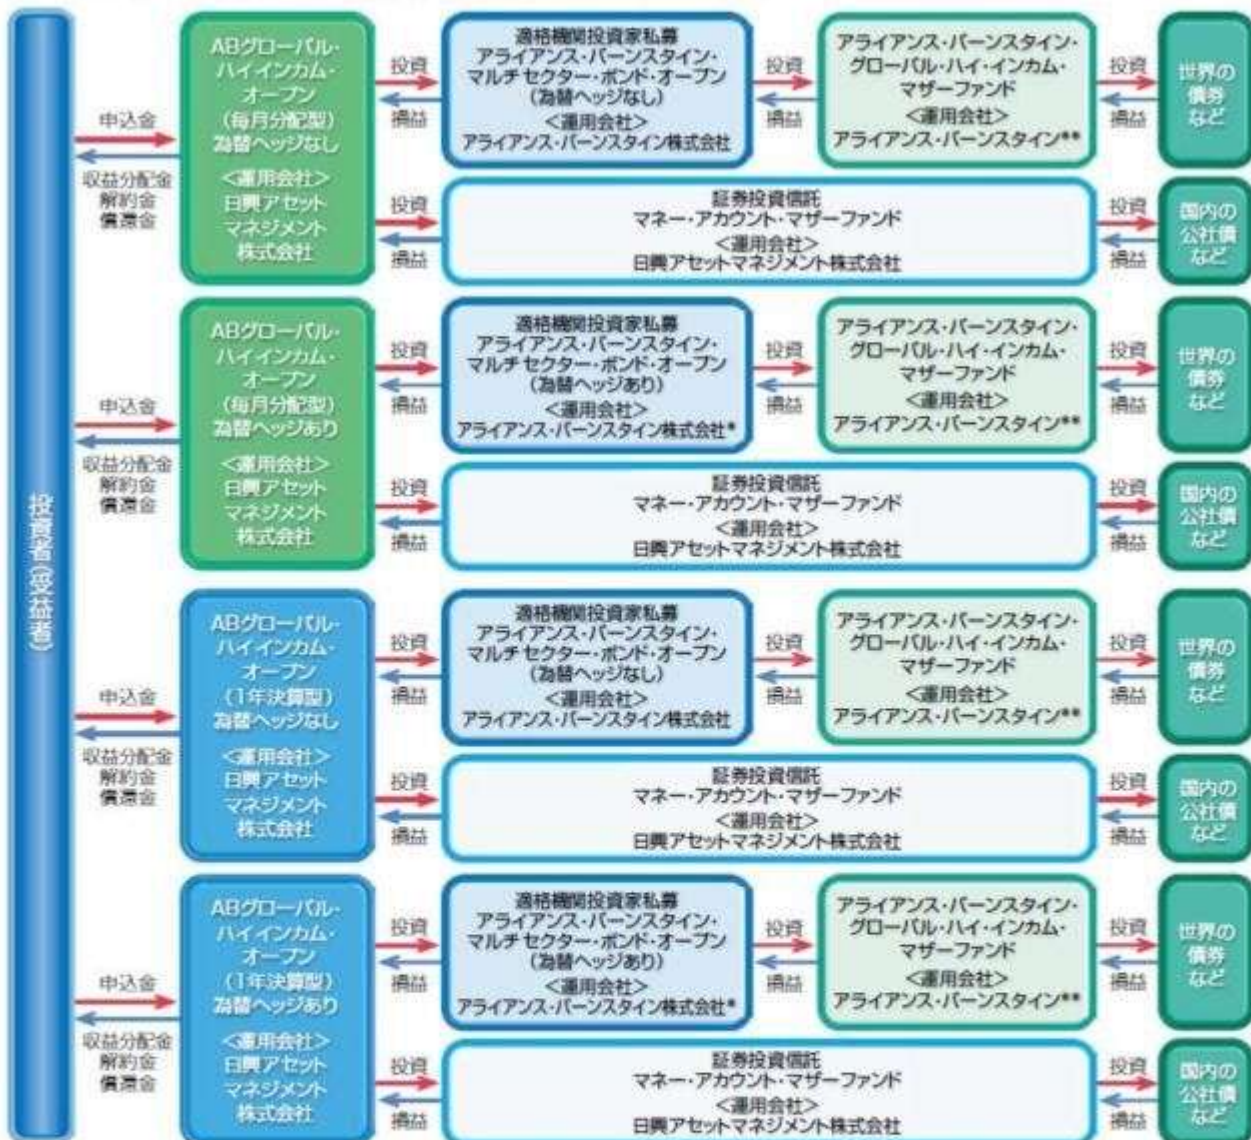 投資者(受益者)
申込金
収益分配金
解約金
償還金
ABグローバル・
ハイインカム・
オープン
(毎月分配型)
為替ヘッジなし
<運用会社>
日興アセット
マネジメント
株式会社
投資
損益
適格機関投資家私募
アライアンス・バーンスタイン・
マルチセクター・ボンド・オープン
(為替ヘッジなし)
<運用会社>
アライアンス・バーンスタイン株式会社
投資
損益
アライアンス・バーンスタイン・
グローバル・ハイ・インカム・
マザーファンド
<運用会社>
アライアンス・バーンスタイン**
投資
損益
世界の
債券
など
投資
損益
証券投資信託
マネー・アカウント・マザーファンド
<運用会社>
日興アセットマネジメント株式会社
投資
損益
国内の
公社債
など
申込金
収益分配金
解約金
償還金
ABグローバル・
ハイインカム・
オープン
(毎月分配型)
為替ヘッジあり
<運用会社>
日興アセット
マネジメント
株式会社
投資
損益
適格機関投資家私募
アライアンス・バーンスタイン・
マルチセクター・ボンド・オープン
(為替ヘッジあり)
<運用会社>
アライアンス・バーンスタイン株式会社*
投資
損益
アライアンス・バーンスタイン・
グローバル・ハイ・インカム・
マザーファンド
<運用会社>
アライアンス・バーンスタイン**
投資
損益
世界の
債券
など
投資
損益
証券投資信託
マネー・アカウント・マザーファンド
<運用会社>
日興アセットマネジメント株式会社
投資
損益
国内の
公社債
など
申込金
収益分配金
解約金
償還金
ABグローバル・
ハイインカム・
オープン
(1年決算型)
為替ヘッジなし
<運用会社>
日興アセット
マネジメント
株式会社
投資
損益
適格機関投資家私募
アライアンス・バーンスタイン・
マルチセクター・ボンド・オープン
(為替ヘッジなし)
<運用会社>
アライアンス・バーンスタイン株式会社
投資
損益
アライアンス・バーンスタイン・
グローバル・ハイ・インカム・
マザーファンド
<運用会社>
アライアンス・バーンスタイン**
投資
損益
世界の
債券
など
投資
損益
証券投資信託
マネー・アカウント・マザーファンド
<運用会社>
日興アセットマネジメント株式会社
投資
損益
国内の
公社債
など
申込金
収益分配金
解約金
償還金
ABグローバル・
ハイインカム・
オープン
(1年決算型)
為替ヘッジあり
<運用会社>
日興アセット
マネジメント
株式会社
投資
損益
適格機関投資家私募
アライアンス・バーンスタイン・
マルチセクター・ボンド・オープン
(為替ヘッジあり)
<運用会社>
アライアンス・バーンスタイン株式会社*
投資
損益
アライアンス・バーンスタイン・
グローバル・ハイ・インカム・
マザーファンド
<運用会社>
アライアンス・バーンスタイン**
投資
損益
世界の
債券
など
投資
損益
証券投資信託
マネー・アカウント・マザーファンド
<運用会社>
日興アセットマネジメント株式会社
投資
損益
国内の
公社債
など